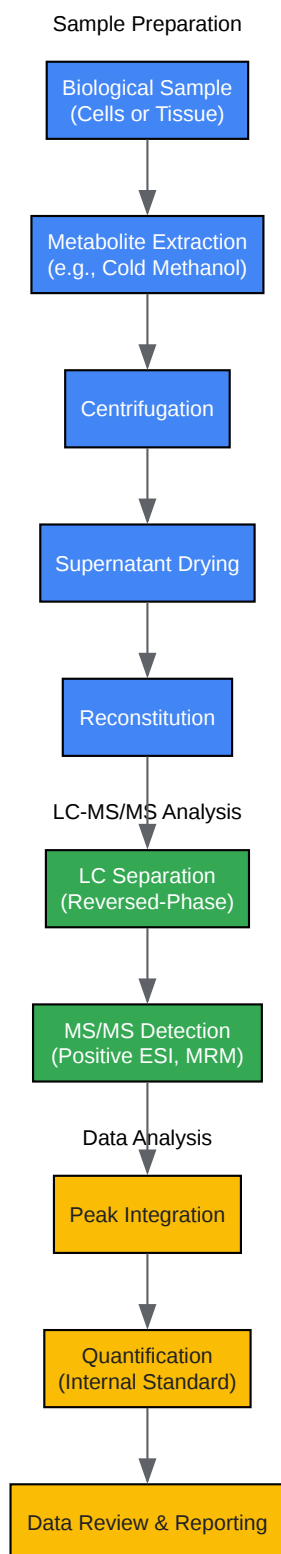 Sample Preparation
Biological Sample
(Cells or Tissue)
Metabolite Extraction
(e.g., Cold Methanol)
Centrifugation
Supernatant Drying
Reconstitution
LC-MS/MS Analysis
LC Separation
(Reversed-Phase)
MS/MS Detection
(Positive ESI, MRM)
Data Analysis
Peak Integration
Quantification
(Internal Standard)
Data Review & Reporting